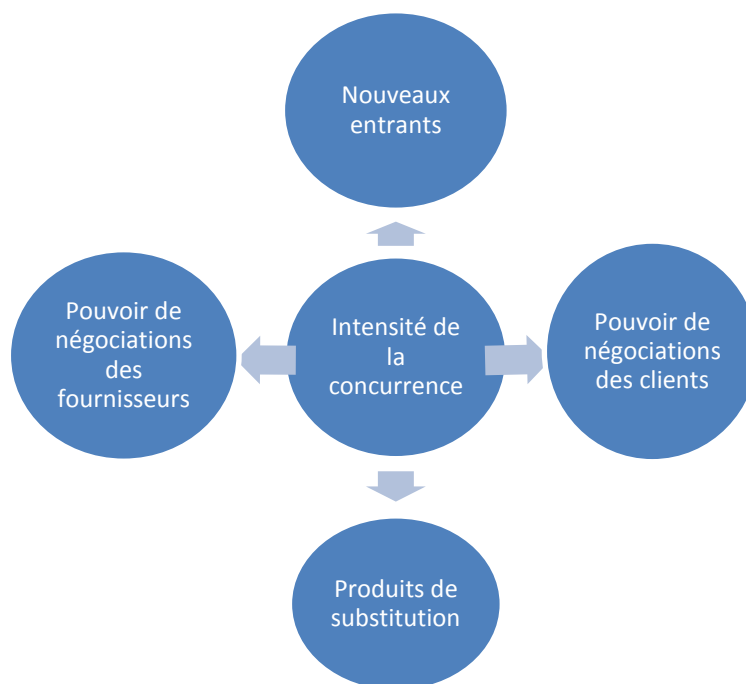 Nouveaux
entrants
Pouvoir de
négociations
des
fournisseurs
Intensité de
la
concurrence
Pouvoir de
négociations
des clients
Produits de
substitution